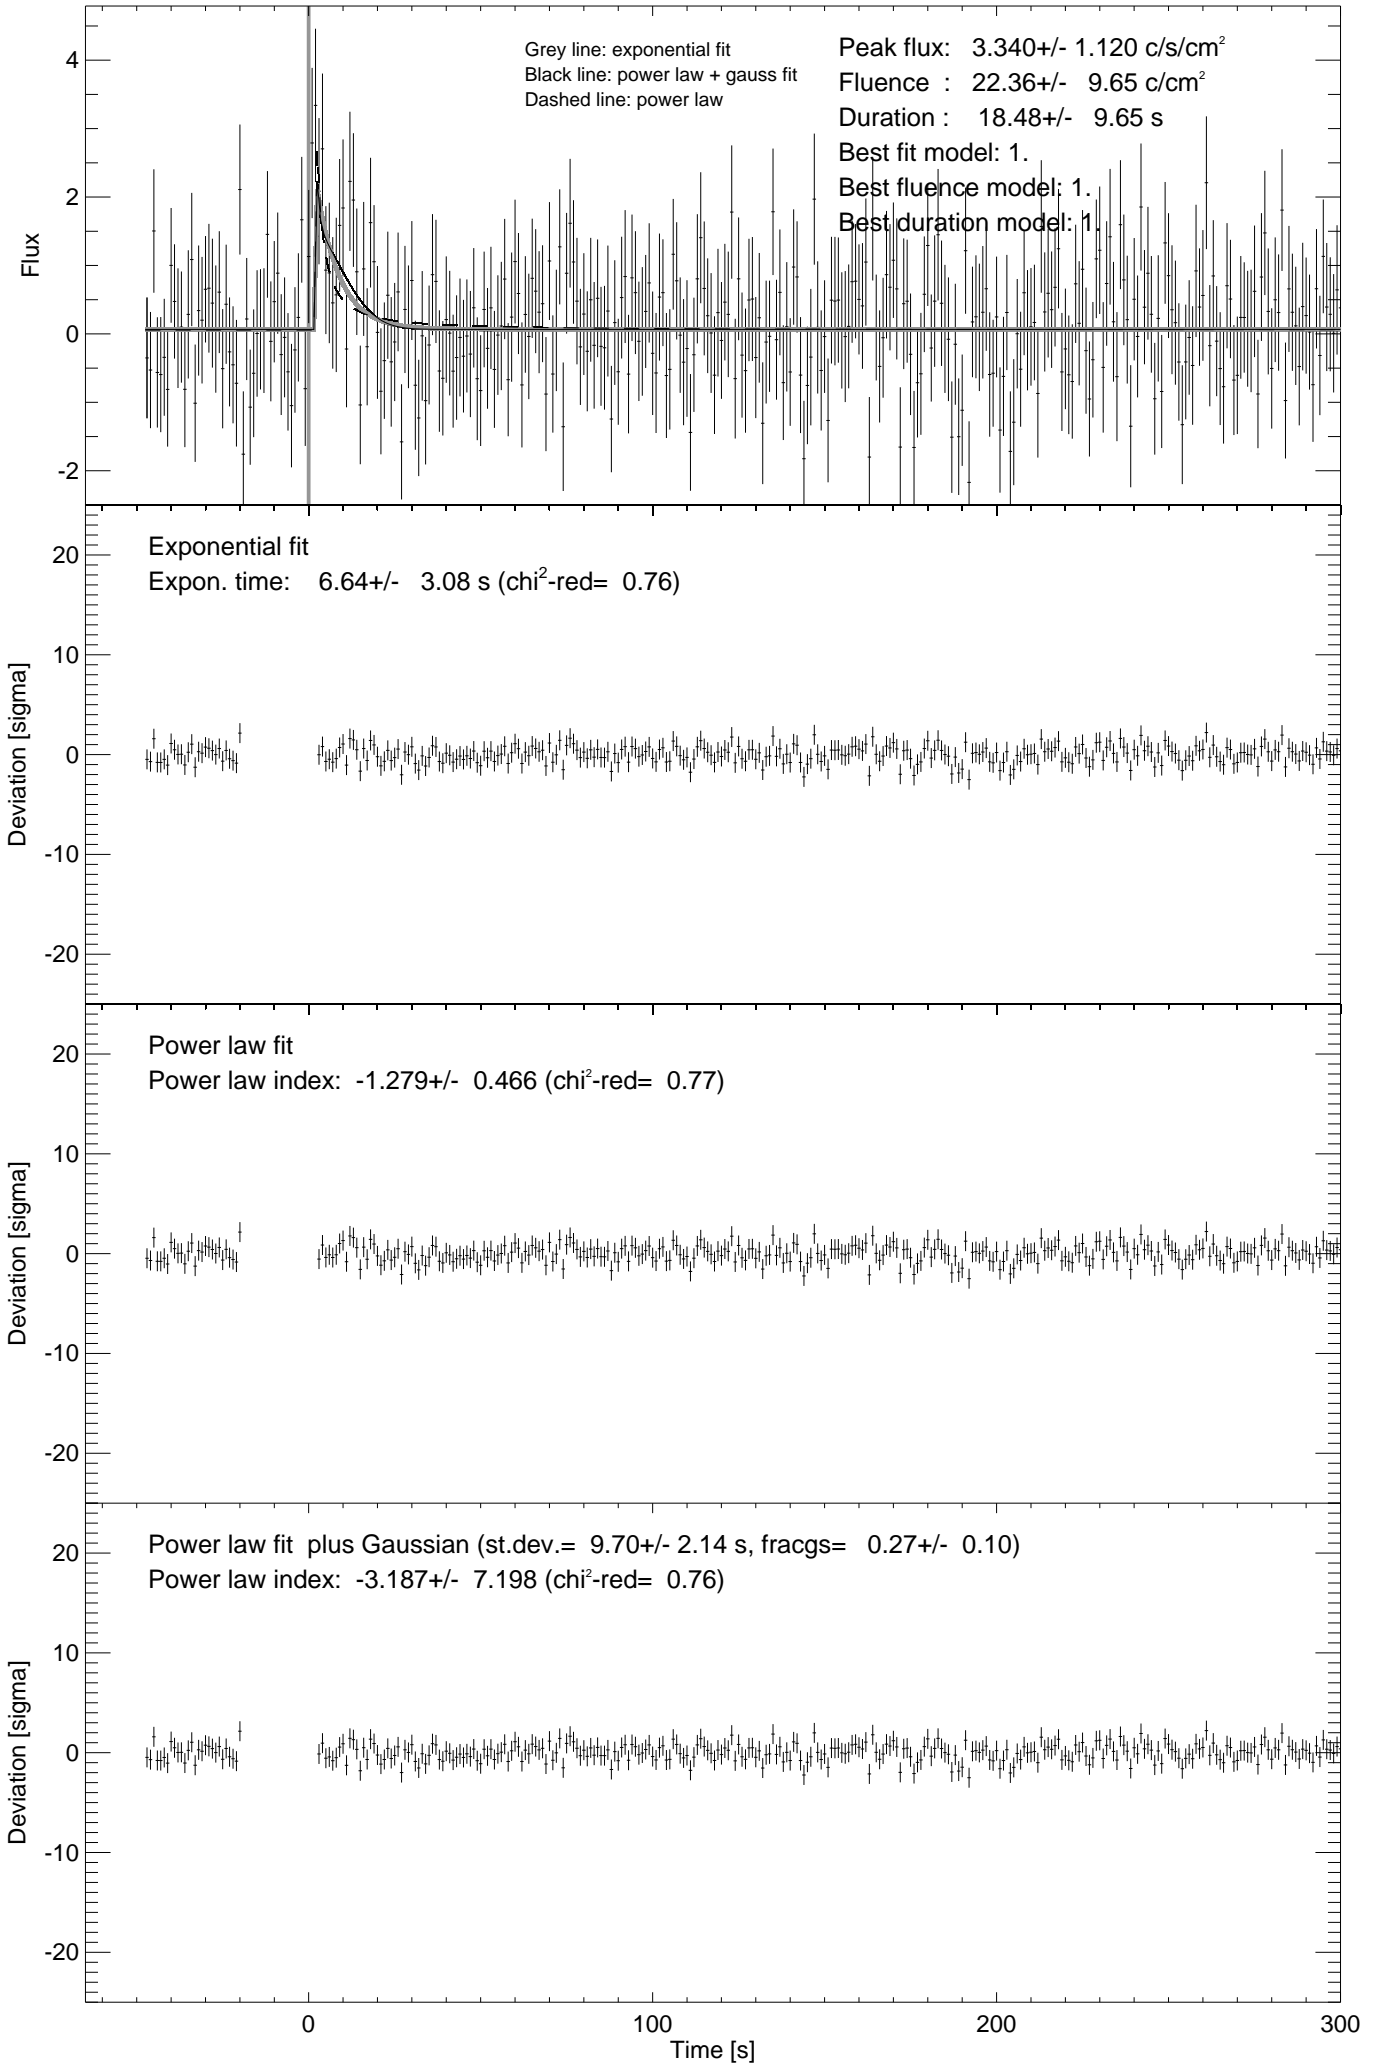 Grey line: exponential fit
Black line: power law + gauss fit
Dashed line: power law
Peak flux: 3.340+/- 1.120 c/s/cm²
Fluence : 22.36+/- 9.65 c/cm²
Duration : 18.48+/- 9.65 s
Best fit model: 1.
Best fluence model: 1.
Best duration model: 1.
4
2
0
-2
Flux
Exponential fit
Expon. time: 6.64+/- 3.08 s (chi²-red= 0.76)
20
10
0
-10
-20
Deviation [sigma]
Power law fit
Power law index: -1.279+/- 0.466 (chi²-red= 0.77)
20
10
0
-10
-20
Deviation [sigma]
Power law fit plus Gaussian (st.dev.= 9.70+/- 2.14 s, fracgs= 0.27+/- 0.10)
Power law index: -3.187+/- 7.198 (chi²-red= 0.76)
20
10
0
-10
-20
Deviation [sigma]
0 100 200 300
Time [s]